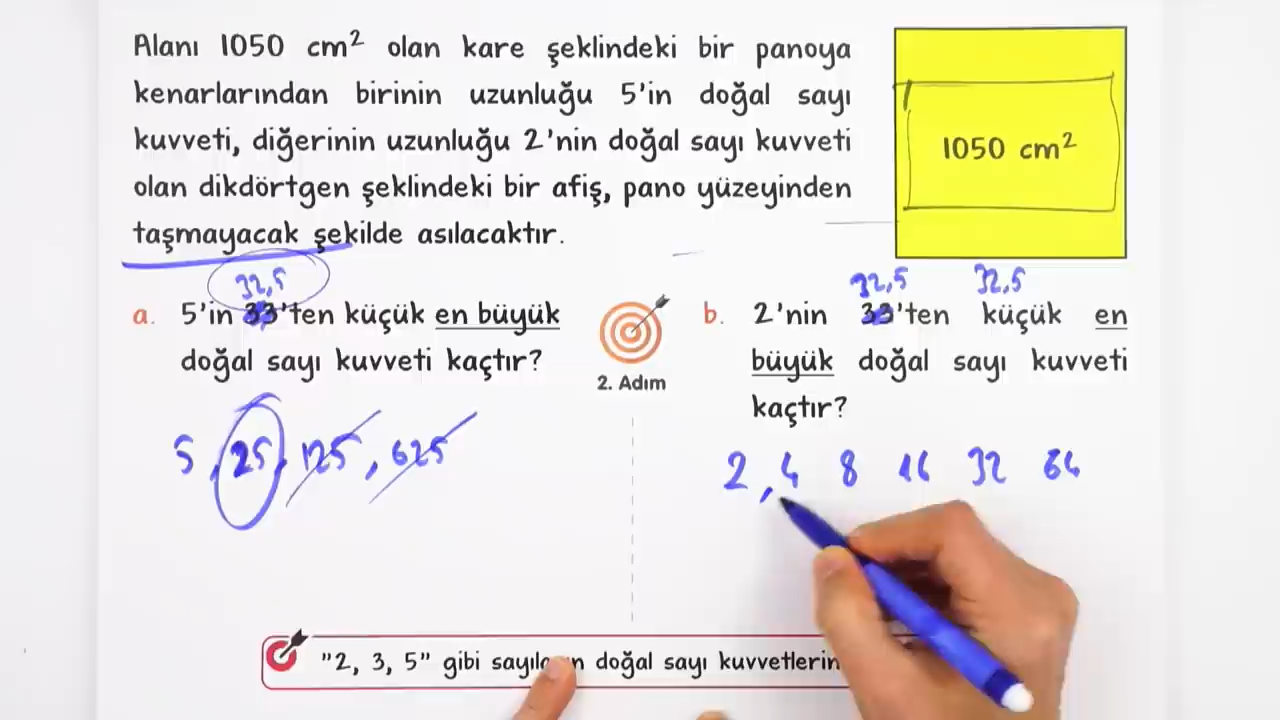 Alanı 1050 cm² olan kare şeklindeki bir panoya
kenarlarından birinin uzunluğu 5'in doğal sayı
kuvveti, diğerinin uzunluğu 2'nin doğal sayı kuvveti
olan dikdörtgen şeklindeki bir afiş, pano yüzeyinden
taşmayacak şekilde asılacaktır.
1050 cm²
32,5
a. 5'in 33'ten küçük en büyük
doğal sayı kuvveti kaçtır?
5, 25, 125, 625
2. Adım
32,5 32,5
b. 2'nin 33'ten küçük en
büyük doğal sayı kuvveti
kaçtır?
2, 4 8 16 32 64
"2, 3, 5" gibi doğal sayı